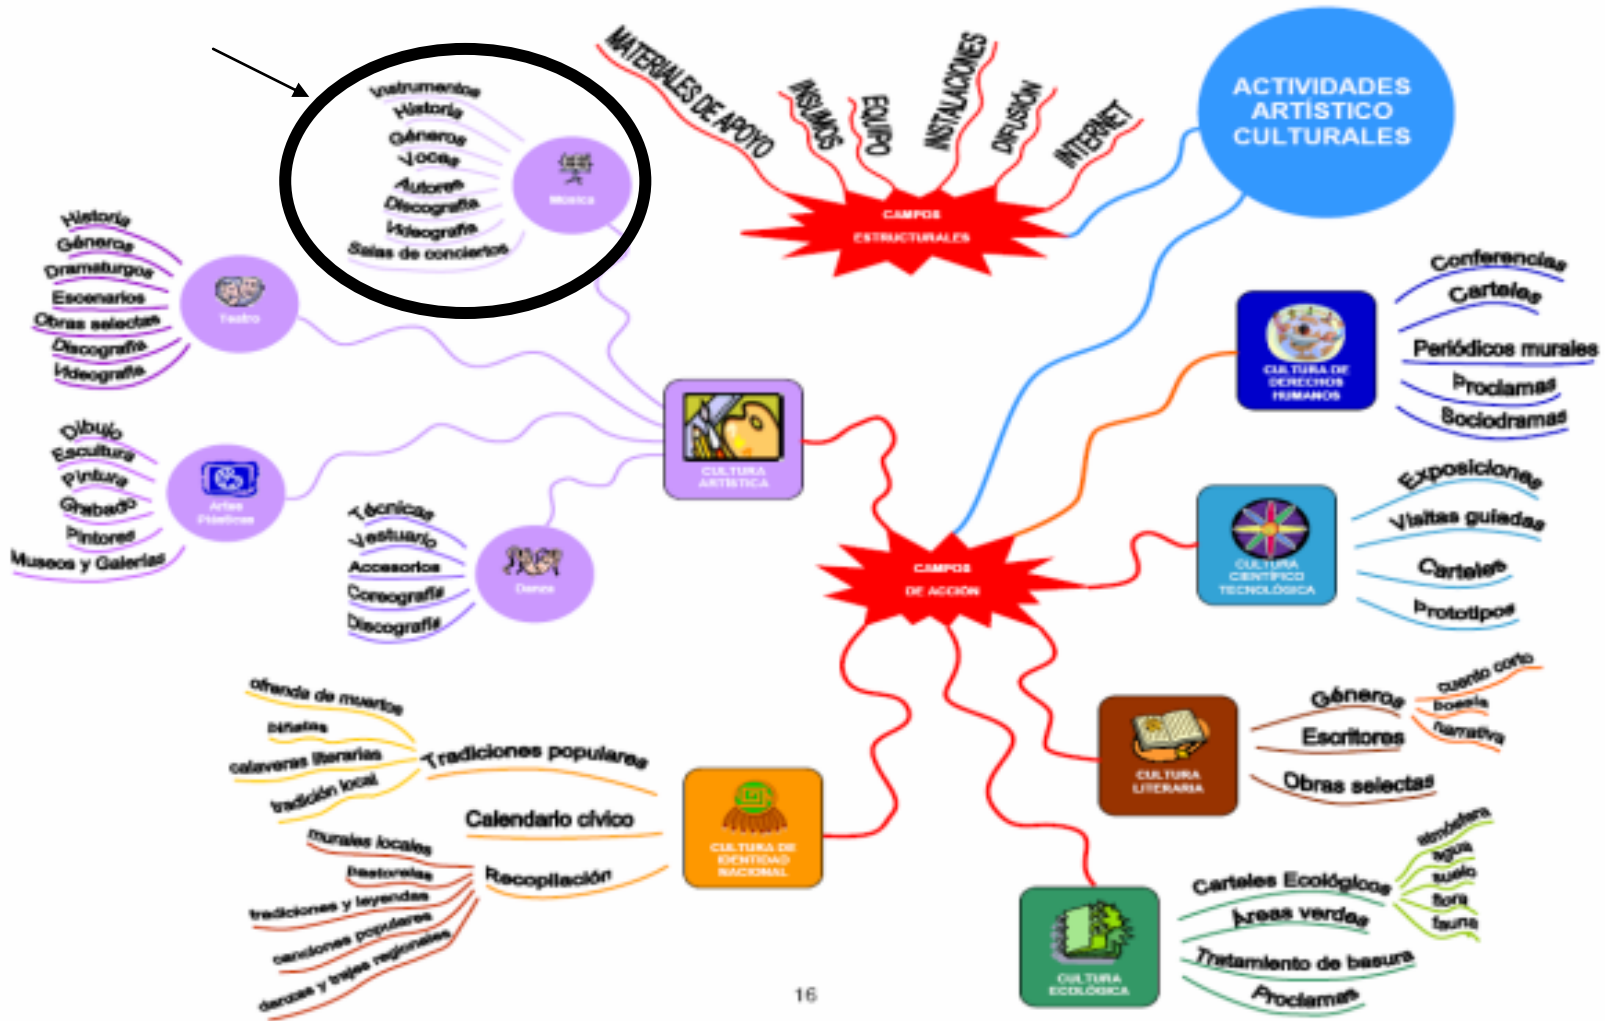 ACTIVIDADES
ARTÍSTICO
CULTURALES
MATERIALES DE APOYO
INSUMOS
EQUIPO
INSTALACIONES
DIFUSIÓN
INTERNET
CAMPOS
ESTRUCTURALES
Instrumentos
Historia
Géneros
Voces
Autores
Discografía
Videografía
Salas de conciertos
Música
Historia
Géneros
Dramaturgos
Escenarios
Obras selectas
Discografía
Videografía
Teatro
Dibujo
Escultura
Pintura
Grabado
Pintores
Museos y Galerías
Artes
Plásticas
Técnicas
Vestuario
Accesorios
Coreografía
Discografía
Danza
CULTURA
ARTÍSTICA
CAMPOS
DE ACCIÓN
CULTURA DE
DERECHOS
HUMANOS
Conferencias
Carteles
Periódicos murales
Proclamas
Sociodramas
CULTURA
CIENTÍFICO
TECNOLÓGICA
Exposiciones
Visitas guiadas
Carteles
Prototipos
CULTURA
LITERARIA
Géneros
cuento corto
poesía
narrativa
Escritores
Obras selectas
CULTURA
ECOLÓGICA
Carteles Ecológicos
atmósfera
agua
suelo
flora
fauna
Áreas verdes
Tratamiento de basura
Proclamas
CULTURA DE
IDENTIDAD
NACIONAL
Tradiciones populares
ofrenda de muertos
piñatas
calaveras literarias
tradición local
Calendario cívico
Recopilación
murales locales
pastorelas
tradiciones y leyendas
canciones populares
danzas y trajes regionales
16